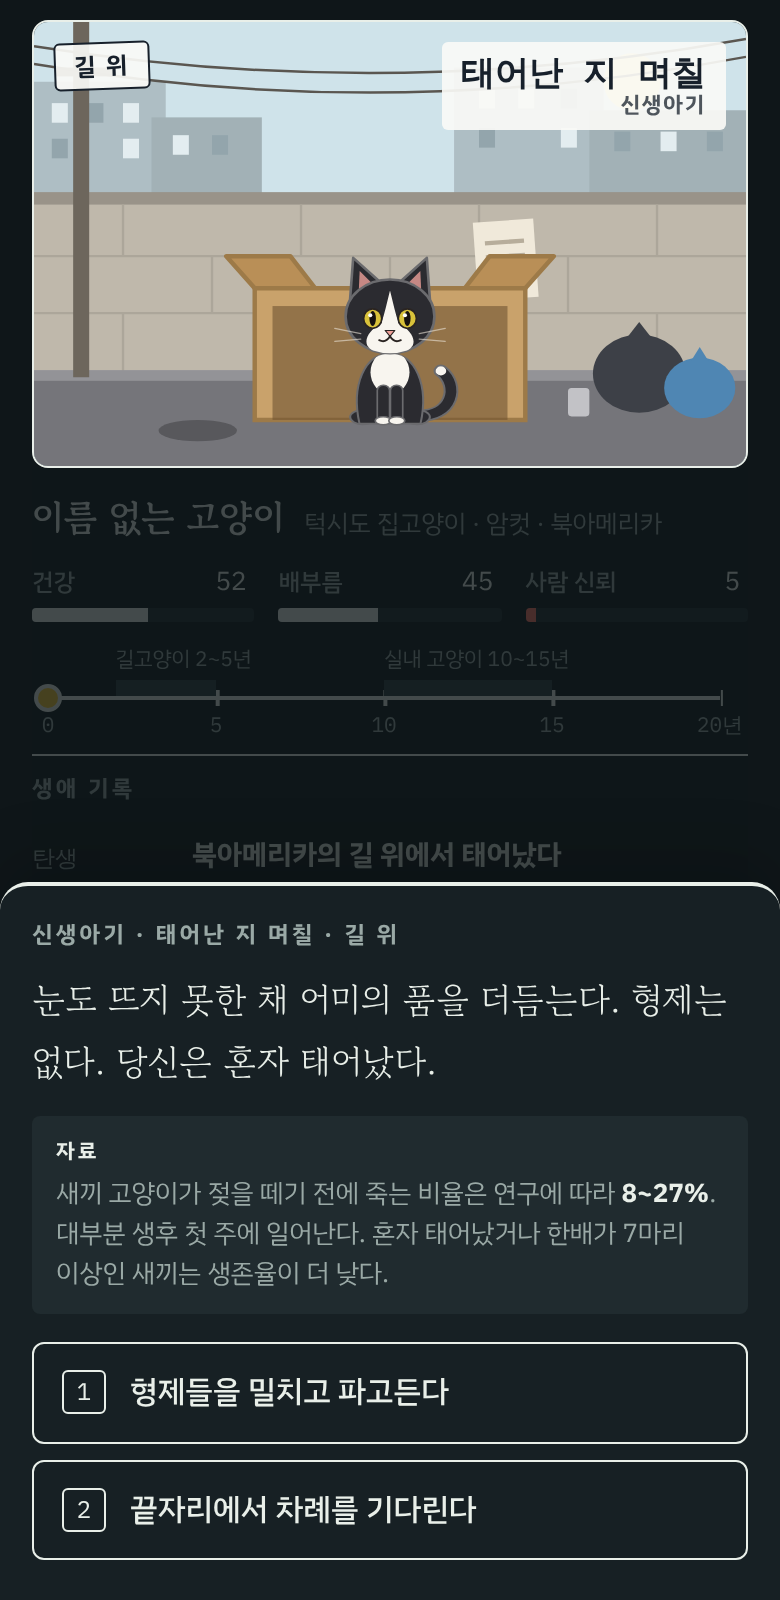 길 위
태어난 지 며칠
신생아기
이름 없는 고양이 턱시도 집고양이 · 암컷 · 북아메리카
건강 52 배부름 45 사람 신뢰 5
길고양이 2~5년 실내 고양이 10~15년
0 5 10 15 20년
생애 기록
탄생 북아메리카의 길 위에서 태어났다
신생아기 · 태어난 지 며칠 · 길 위
눈도 뜨지 못한 채 어미의 품을 더듬는다. 형제는
없다. 당신은 혼자 태어났다.
자료
새끼 고양이가 젖을 떼기 전에 죽는 비율은 연구에 따라 8~27%.
대부분 생후 첫 주에 일어난다. 혼자 태어났거나 한배가 7마리
이상인 새끼는 생존율이 더 낮다.
1 형제들을 밀치고 파고든다
2 끝자리에서 차례를 기다린다